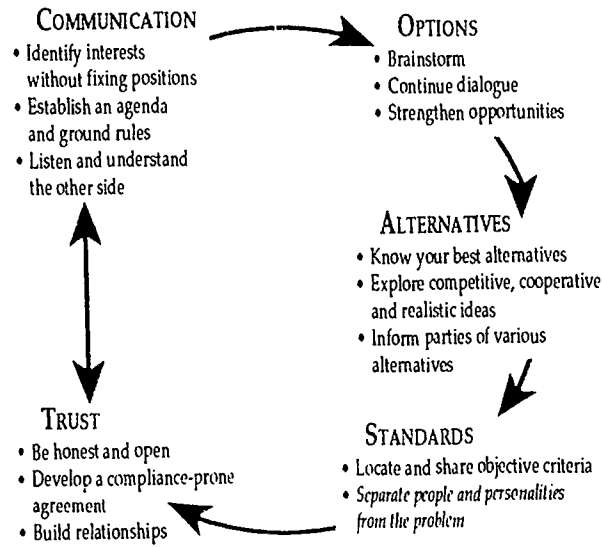 COMMUNICATION
• Identify interests
without fixing positions
• Establish an agenda
and ground rules
• Listen and understand
the other side
OPTIONS
• Brainstorm
• Continue dialogue
• Strengthen opportunities
ALTERNATIVES
• Know your best alternatives
• Explore competitive, cooperative
and realistic ideas
• Inform parties of various
alternatives
STANDARDS
• Locate and share objective criteria
• Separate people and personalities
from the problem
TRUST
• Be honest and open
• Develop a compliance-prone
agreement
• Build relationships